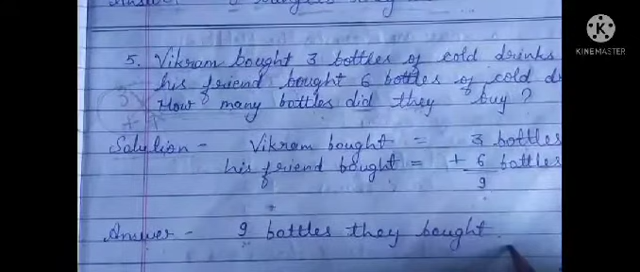 5. Vikram bought 3 bottles of cold drinks
his friend bought 6 bottles of cold
How many bottles did they buy ?
Solution - Vikram bought = 3 bottles
his friend bought = + 6 bottles
9
Answer - 9 bottles they bought.
KINEMASTER